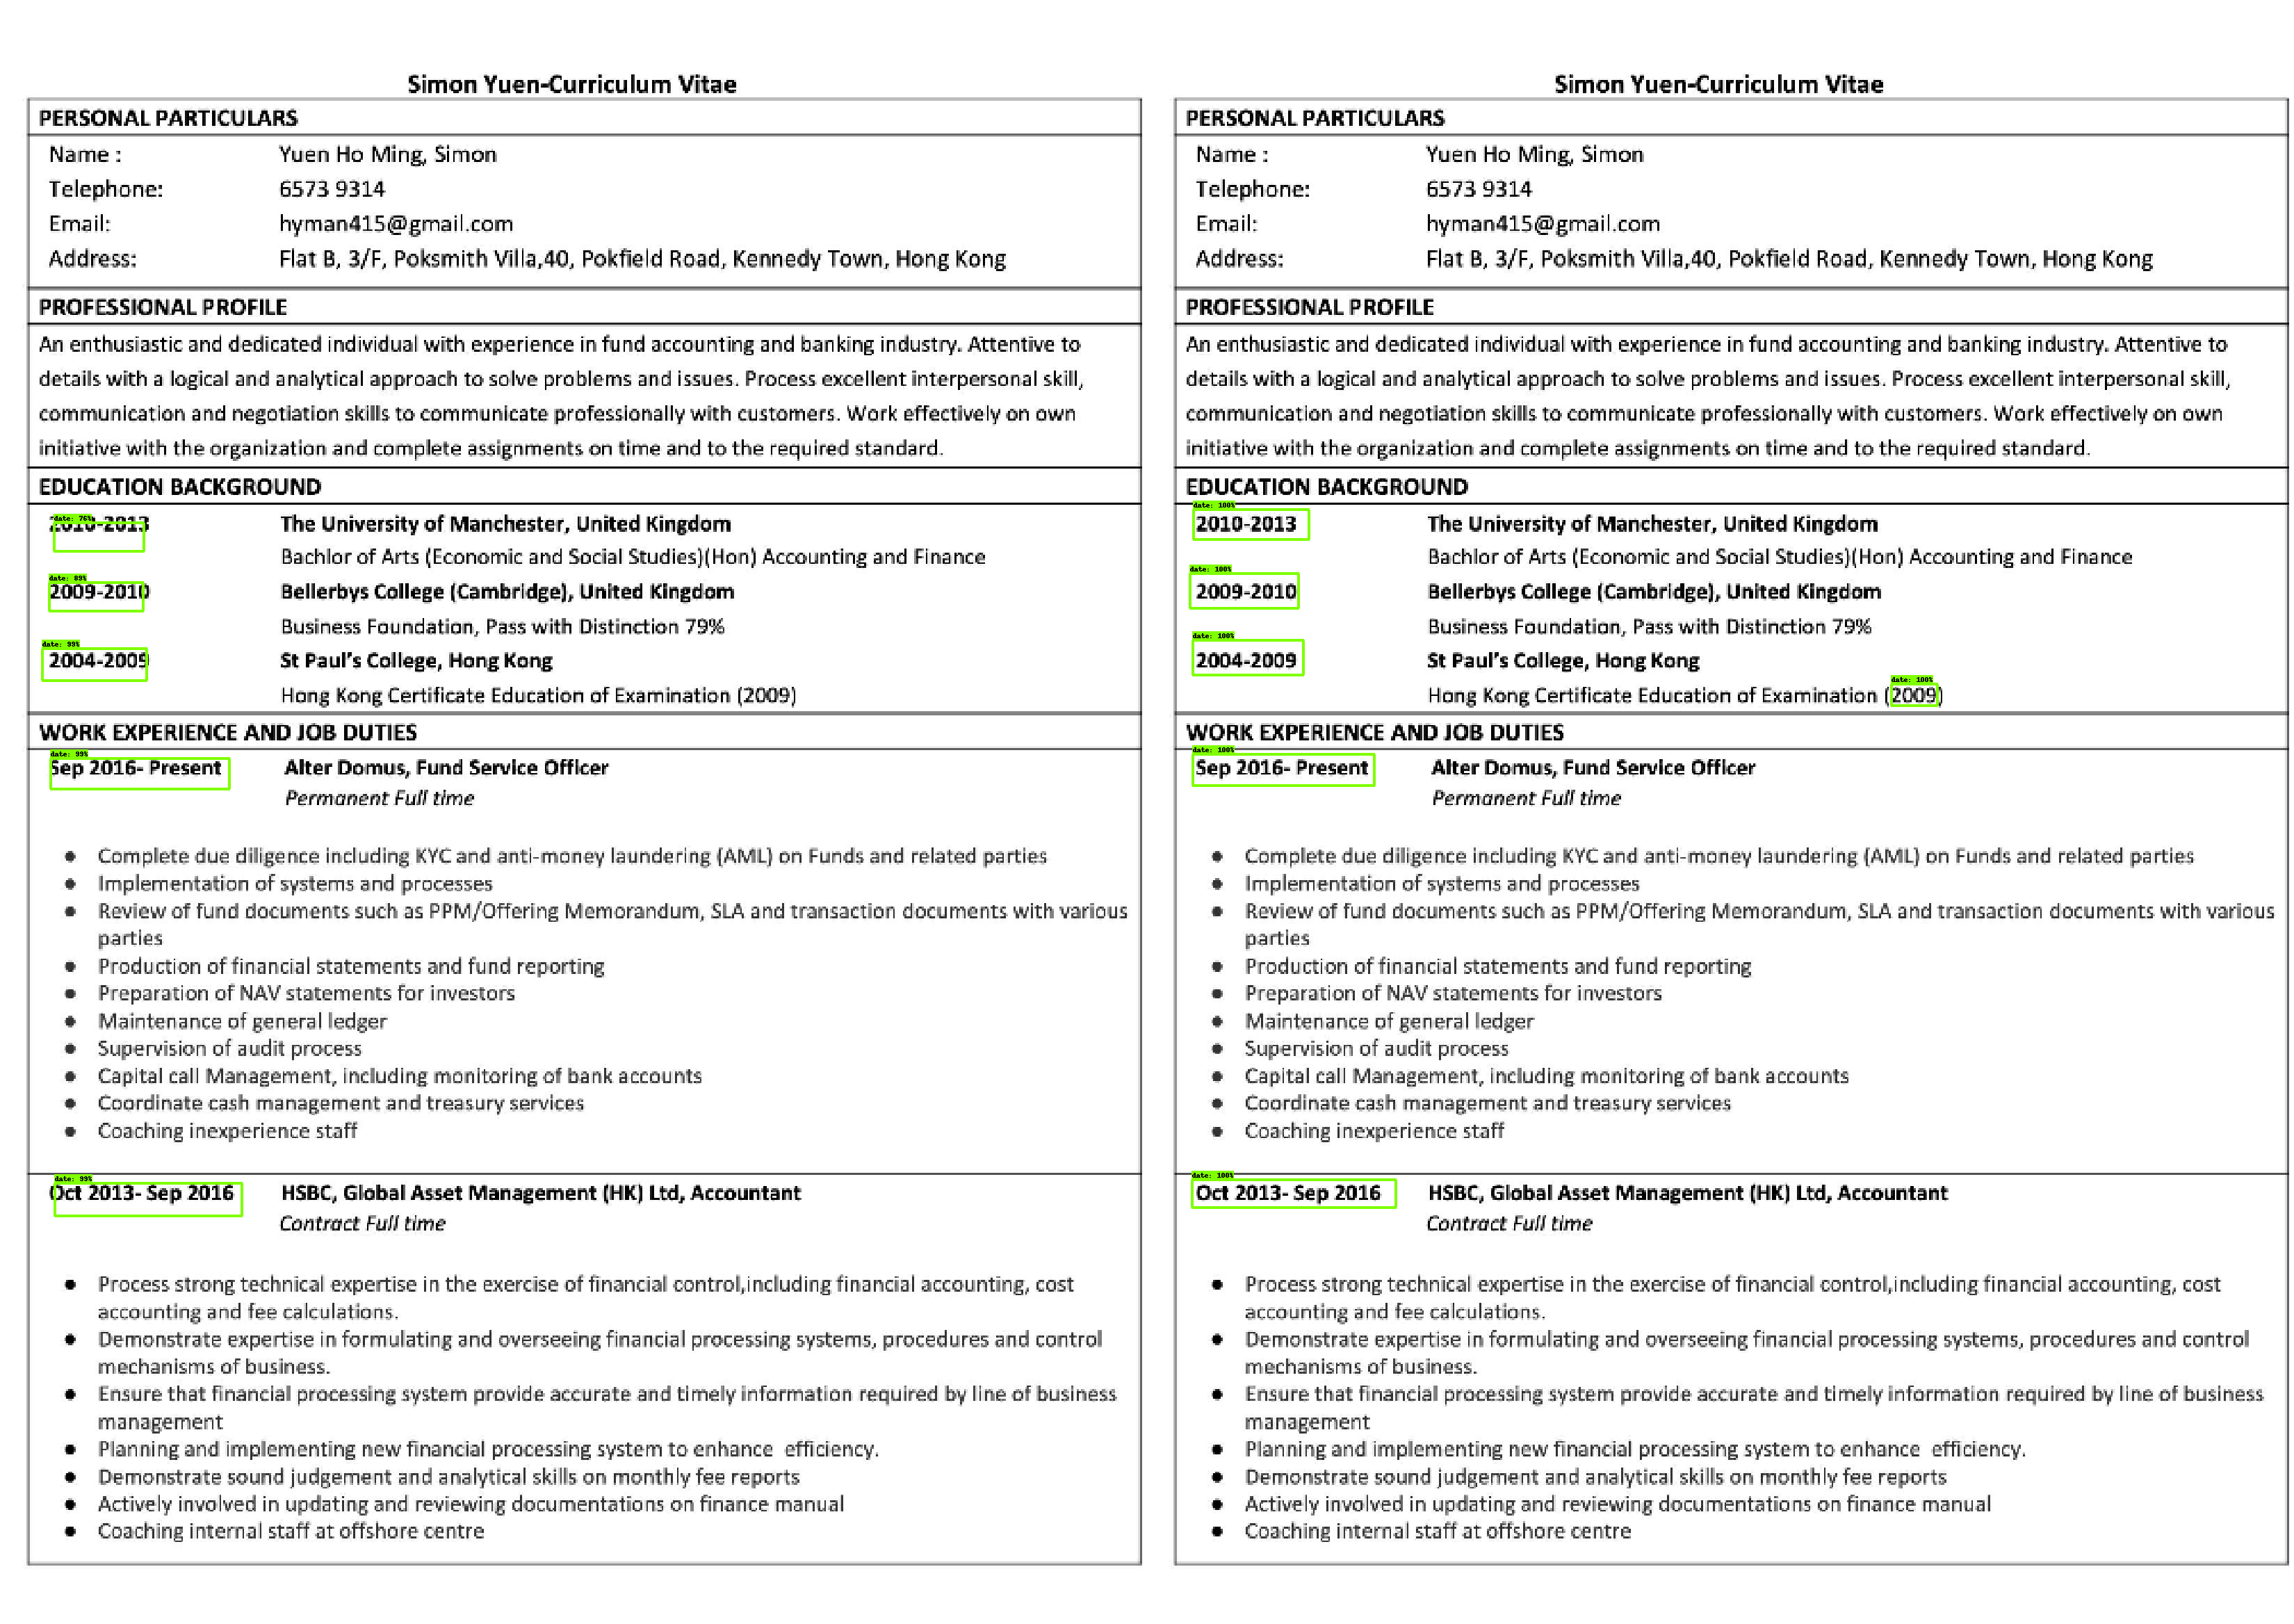 Simon Yuen-Curriculum Vitae
PERSONAL PARTICULARS
Name : Yuen Ho Ming, Simon
Telephone: 6573 9314
Email: hyman415@gmail.com
Address: Flat B, 3/F, Poksmith Villa,40, Pokfield Road, Kennedy Town, Hong Kong
PROFESSIONAL PROFILE
An enthusiastic and dedicated individual with experience in fund accounting and banking industry. Attentive to
details with a logical and analytical approach to solve problems and issues. Process excellent interpersonal skill,
communication and negotiation skills to communicate professionally with customers. Work effectively on own
initiative with the organization and complete assignments on time and to the required standard.
EDUCATION BACKGROUND
date: 76%
2010-2013 The University of Manchester, United Kingdom
Bachlor of Arts (Economic and Social Studies)(Hon) Accounting and Finance
date: 89%
2009-2010 Bellerbys College (Cambridge), United Kingdom
Business Foundation, Pass with Distinction 79%
date: 99%
2004-2009 St Paul's College, Hong Kong
Hong Kong Certificate Education of Examination (2009)
WORK EXPERIENCE AND JOB DUTIES
date: 99%
Sep 2016- Present Alter Domus, Fund Service Officer
Permanent Full time
● Complete due diligence including KYC and anti-money laundering (AML) on Funds and related parties
● Implementation of systems and processes
● Review of fund documents such as PPM/Offering Memorandum, SLA and transaction documents with various
parties
● Production of financial statements and fund reporting
● Preparation of NAV statements for investors
● Maintenance of general ledger
● Supervision of audit process
● Capital call Management, including monitoring of bank accounts
● Coordinate cash management and treasury services
● Coaching inexperience staff
date: 99%
Oct 2013- Sep 2016 HSBC, Global Asset Management (HK) Ltd, Accountant
Contract Full time
● Process strong technical expertise in the exercise of financial control,including financial accounting, cost
accounting and fee calculations.
● Demonstrate expertise in formulating and overseeing financial processing systems, procedures and control
mechanisms of business.
● Ensure that financial processing system provide accurate and timely information required by line of business
management
● Planning and implementing new financial processing system to enhance efficiency.
● Demonstrate sound judgement and analytical skills on monthly fee reports
● Actively involved in updating and reviewing documentations on finance manual
● Coaching internal staff at offshore centre
Simon Yuen-Curriculum Vitae
PERSONAL PARTICULARS
Name : Yuen Ho Ming, Simon
Telephone: 6573 9314
Email: hyman415@gmail.com
Address: Flat B, 3/F, Poksmith Villa,40, Pokfield Road, Kennedy Town, Hong Kong
PROFESSIONAL PROFILE
An enthusiastic and dedicated individual with experience in fund accounting and banking industry. Attentive to
details with a logical and analytical approach to solve problems and issues. Process excellent interpersonal skill,
communication and negotiation skills to communicate professionally with customers. Work effectively on own
initiative with the organization and complete assignments on time and to the required standard.
EDUCATION BACKGROUND
date: 100%
2010-2013 The University of Manchester, United Kingdom
Bachlor of Arts (Economic and Social Studies)(Hon) Accounting and Finance
date: 100%
2009-2010 Bellerbys College (Cambridge), United Kingdom
Business Foundation, Pass with Distinction 79%
date: 100%
2004-2009 St Paul's College, Hong Kong
date: 100%
Hong Kong Certificate Education of Examination (2009)
WORK EXPERIENCE AND JOB DUTIES
date: 100%
Sep 2016- Present Alter Domus, Fund Service Officer
Permanent Full time
● Complete due diligence including KYC and anti-money laundering (AML) on Funds and related parties
● Implementation of systems and processes
● Review of fund documents such as PPM/Offering Memorandum, SLA and transaction documents with various
parties
● Production of financial statements and fund reporting
● Preparation of NAV statements for investors
● Maintenance of general ledger
● Supervision of audit process
● Capital call Management, including monitoring of bank accounts
● Coordinate cash management and treasury services
● Coaching inexperience staff
date: 100%
Oct 2013- Sep 2016 HSBC, Global Asset Management (HK) Ltd, Accountant
Contract Full time
● Process strong technical expertise in the exercise of financial control,including financial accounting, cost
accounting and fee calculations.
● Demonstrate expertise in formulating and overseeing financial processing systems, procedures and control
mechanisms of business.
● Ensure that financial processing system provide accurate and timely information required by line of business
management
● Planning and implementing new financial processing system to enhance efficiency.
● Demonstrate sound judgement and analytical skills on monthly fee reports
● Actively involved in updating and reviewing documentations on finance manual
● Coaching internal staff at offshore centre